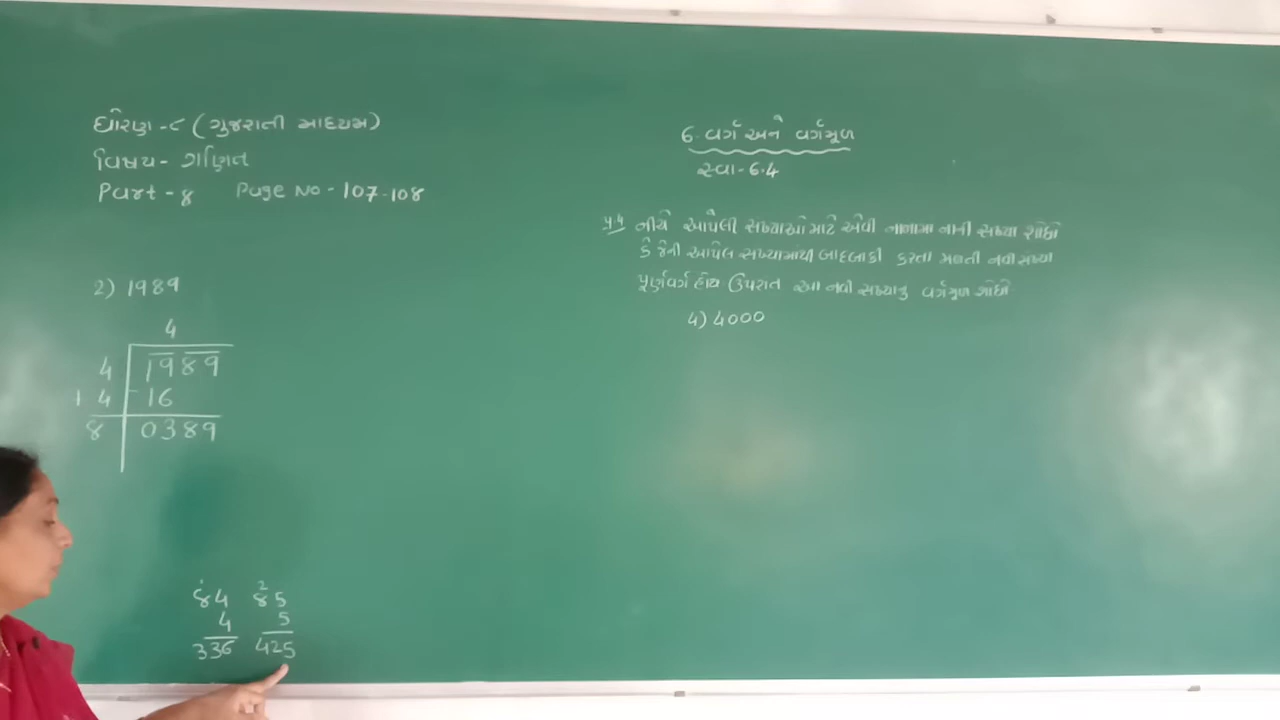 ધોરણ - ૮ (ગુજરાતી માધ્યમ)
વિષય - ગણિત
Part - 8 Page No - 107-108
2) 1989
4
4 1989
+ 4 - 16
8 0389
84 85
4 5
336 425
6. વર્ગ અને વર્ગમૂળ
સ્વા - 6.4
પ્ર.4 નીચે આપેલી સંખ્યાઓ માટે એવી નાનામા નાની સંખ્યા શોધો
કે જેની આપેલ સંખ્યામાંથી બાદબાકી કરતા મળતી નવી સંખ્યા
પૂર્ણવર્ગ હોય ઉપરાંત આ નવી સંખ્યાનું વર્ગમૂળ શોધો
4) 4000